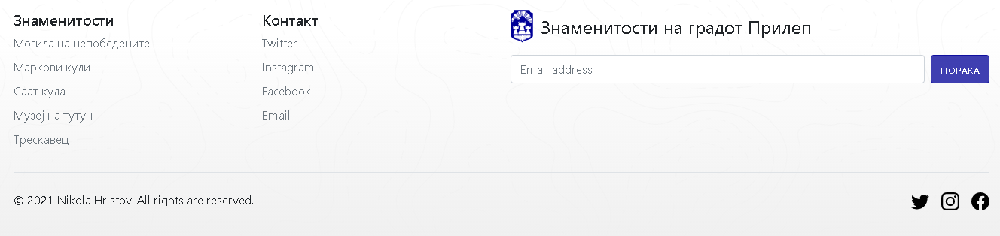 Знаменитости
Могила на непобедените
Маркови кули
Саат кула
Музеј на тутун
Трескавец
Контакт
Twitter
Instagram
Facebook
Email
Знаменитости на градот Прилеп
Email address
ПОРАКА
© 2021 Nikola Hristov. All rights are reserved.